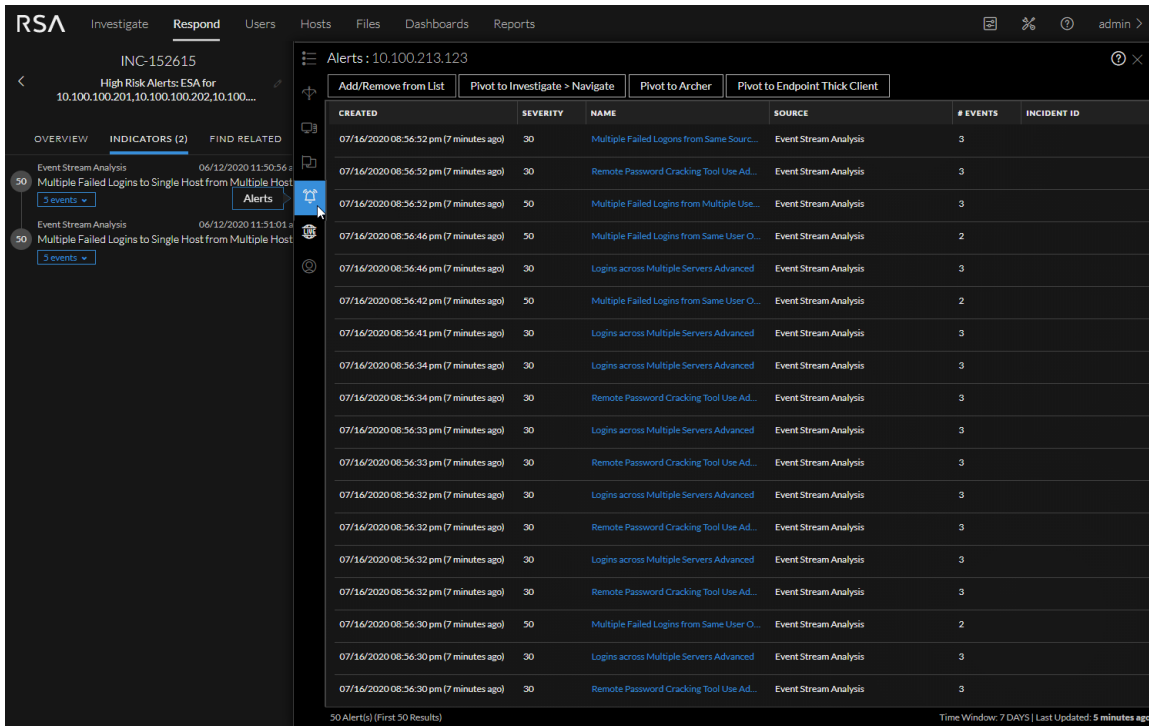 RSA Investigate Respond Users Hosts Files Dashboards Reports admin >
INC-152615
High Risk Alerts: ESA for
10.100.100.201,10.100.100.202,10.100....
OVERVIEW INDICATORS (2) FIND RELATED
Event Stream Analysis 06/12/2020 11:50:56 a
50 Multiple Failed Logins to Single Host from Multiple Host
5 events
Alerts
Event Stream Analysis 06/12/2020 11:51:01 a
50 Multiple Failed Logins to Single Host from Multiple Host
5 events
LIVE
Alerts : 10.100.213.123
Add/Remove from List Pivot to Investigate > Navigate Pivot to Archer Pivot to Endpoint Thick Client
CREATED SEVERITY NAME SOURCE # EVENTS INCIDENT ID
07/16/2020 08:56:52 pm (7 minutes ago) 30 Multiple Failed Logons from Same Sourc... Event Stream Analysis 3
07/16/2020 08:56:52 pm (7 minutes ago) 30 Remote Password Cracking Tool Use Ad... Event Stream Analysis 3
07/16/2020 08:56:52 pm (7 minutes ago) 50 Multiple Failed Logins from Multiple Use... Event Stream Analysis 3
07/16/2020 08:56:46 pm (7 minutes ago) 50 Multiple Failed Logins from Same User O... Event Stream Analysis 2
07/16/2020 08:56:46 pm (7 minutes ago) 30 Logins across Multiple Servers Advanced Event Stream Analysis 3
07/16/2020 08:56:42 pm (7 minutes ago) 50 Multiple Failed Logins from Same User O... Event Stream Analysis 2
07/16/2020 08:56:41 pm (7 minutes ago) 30 Logins across Multiple Servers Advanced Event Stream Analysis 3
07/16/2020 08:56:34 pm (7 minutes ago) 30 Logins across Multiple Servers Advanced Event Stream Analysis 3
07/16/2020 08:56:34 pm (7 minutes ago) 30 Remote Password Cracking Tool Use Ad... Event Stream Analysis 3
07/16/2020 08:56:33 pm (7 minutes ago) 30 Logins across Multiple Servers Advanced Event Stream Analysis 3
07/16/2020 08:56:33 pm (7 minutes ago) 30 Remote Password Cracking Tool Use Ad... Event Stream Analysis 3
07/16/2020 08:56:32 pm (7 minutes ago) 30 Logins across Multiple Servers Advanced Event Stream Analysis 3
07/16/2020 08:56:32 pm (7 minutes ago) 30 Remote Password Cracking Tool Use Ad... Event Stream Analysis 3
07/16/2020 08:56:32 pm (7 minutes ago) 30 Logins across Multiple Servers Advanced Event Stream Analysis 3
07/16/2020 08:56:32 pm (7 minutes ago) 30 Remote Password Cracking Tool Use Ad... Event Stream Analysis 3
07/16/2020 08:56:30 pm (7 minutes ago) 50 Multiple Failed Logins from Same User O... Event Stream Analysis 2
07/16/2020 08:56:30 pm (7 minutes ago) 30 Logins across Multiple Servers Advanced Event Stream Analysis 3
07/16/2020 08:56:30 pm (7 minutes ago) 30 Remote Password Cracking Tool Use Ad... Event Stream Analysis 3
50 Alert(s) (First 50 Results) Time Window: 7 DAYS | Last Updated: 5 minutes ago